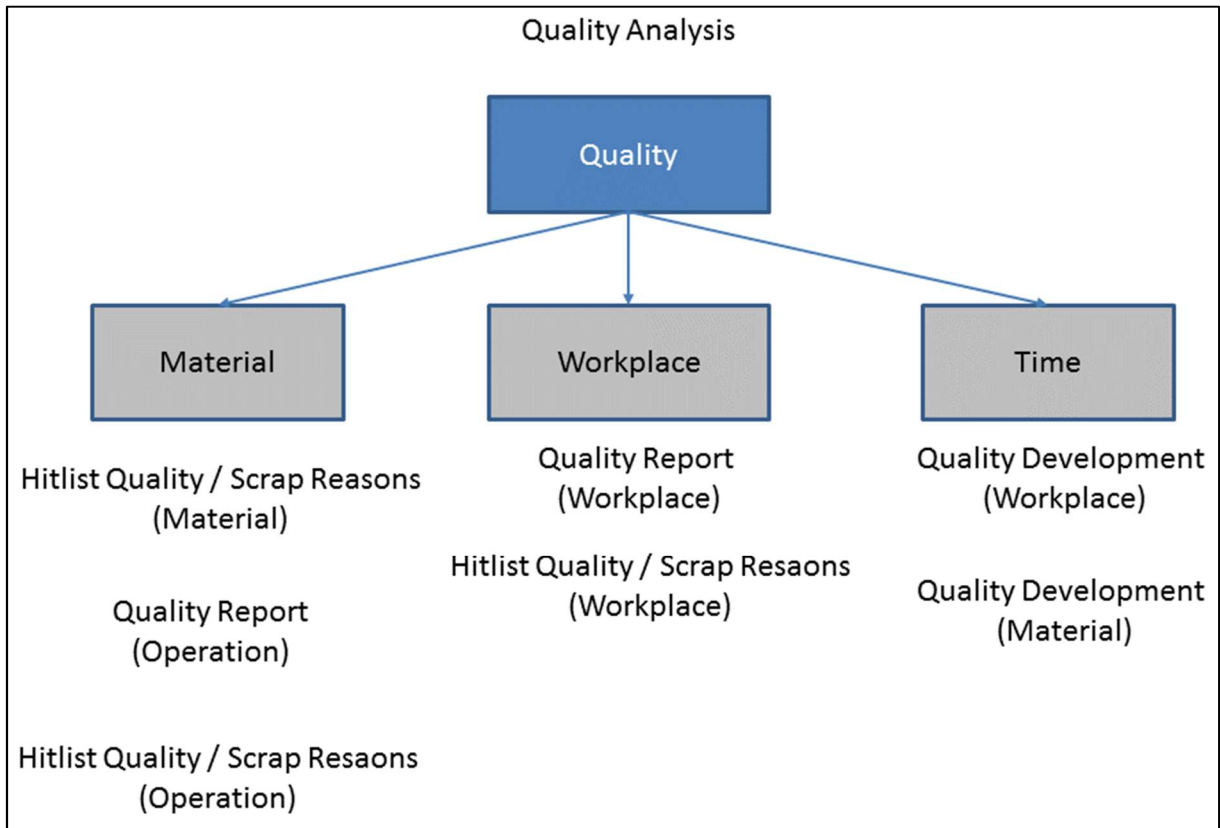 Quality Analysis
Quality
Material
Workplace
Time
Hitlist Quality / Scrap Reasons
(Material)
Quality Report
(Operation)
Hitlist Quality / Scrap Resaons
(Operation)
Quality Report
(Workplace)
Hitlist Quality / Scrap Resaons
(Workplace)
Quality Development
(Workplace)
Quality Development
(Material)